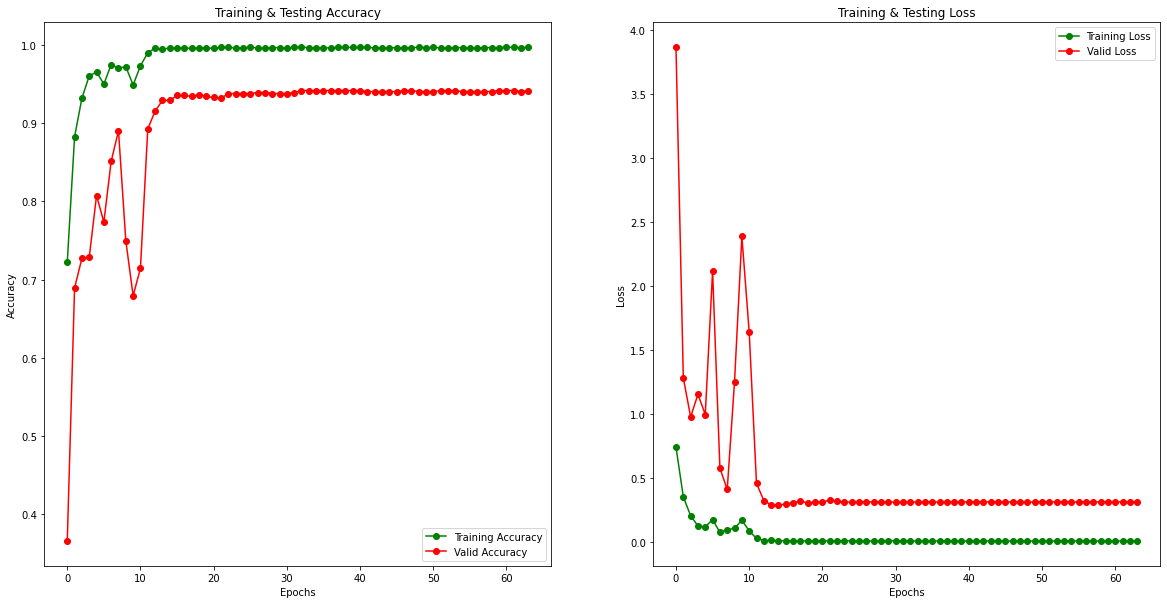 Training & Testing Accuracy
1.0
0.9
0.8
0.7
0.6
0.5
0.4
Accuracy
0 10 20 30 40 50 60
Epochs
Training Accuracy
Valid Accuracy
Training & Testing Loss
4.0
3.5
3.0
2.5
2.0
1.5
1.0
0.5
0.0
Loss
0 10 20 30 40 50 60
Epochs
Training Loss
Valid Loss